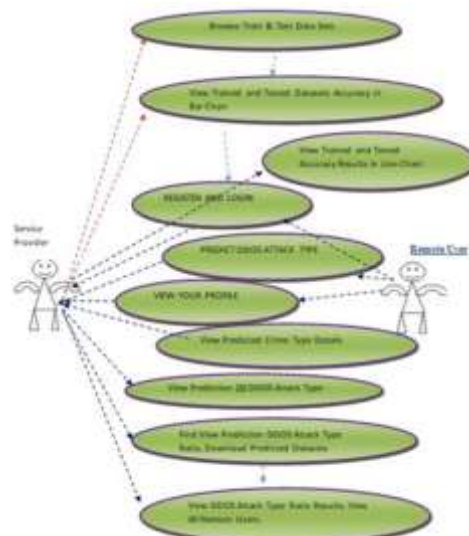 Browse Train & Test Data Sets
View Trained and Tested Datasets Accuracy in
Bar Chart
View Trained and Tested
Accuracy Results in Line Chart
REGISTER AND LOGIN
Service
Provider
PREDICT DDOS ATTACK TYPE
Remote User
VIEW YOUR PROFILE
View Predicted Crime Type Details
View Prediction Of DDOS Attack Type
Find View Prediction DDOS Attack Type
Ratio, Download Predicted Datasets
View DDOS Attack Type Ratio Results, View
All Remote Users.